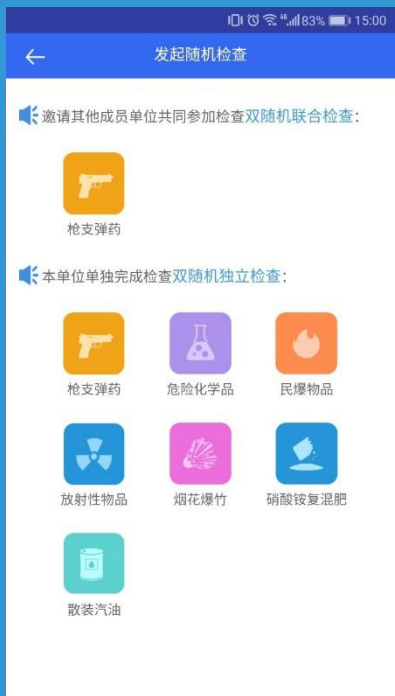 83% 15:00
发起随机检查
邀请其他成员单位共同参加检查双随机联合检查：
枪支弹药
本单位单独完成检查双随机独立检查：
枪支弹药 危险化学品 民爆物品
放射性物品 烟花爆竹 硝酸铵复混肥
散装汽油